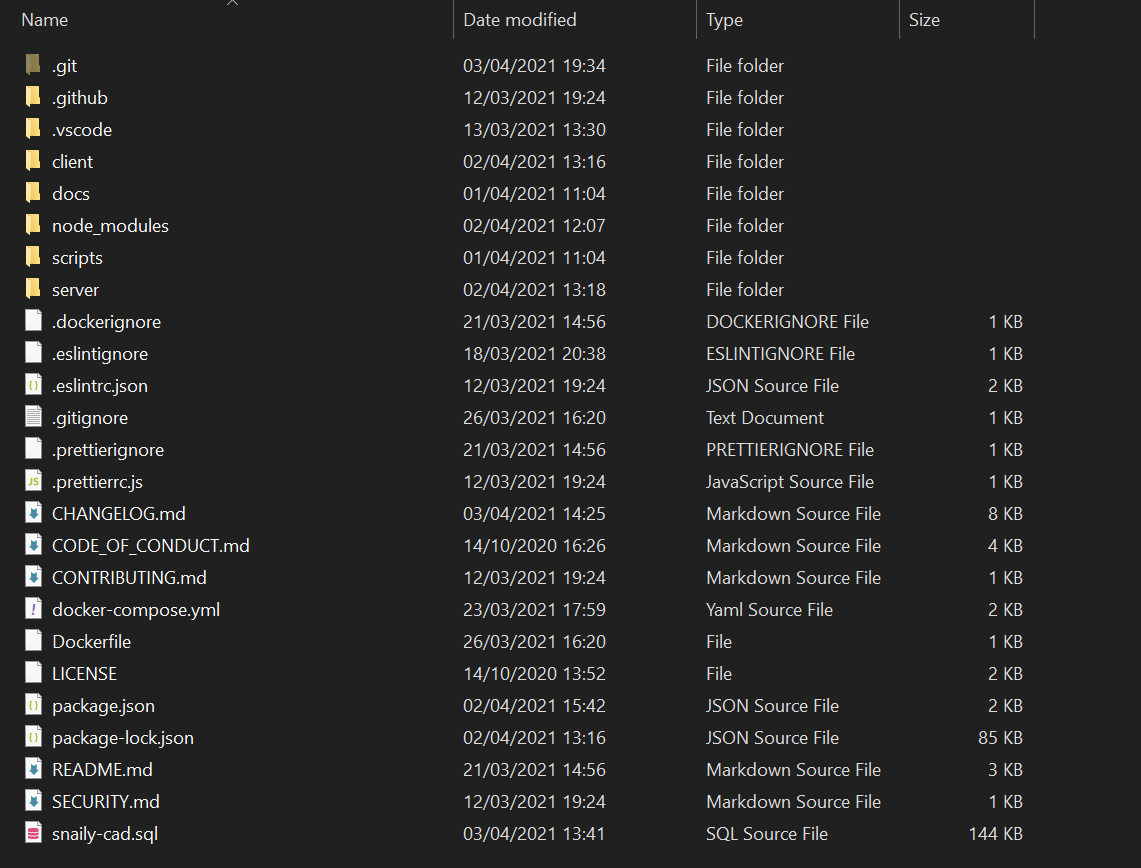 Name Date modified Type Size
.git 03/04/2021 19:34 File folder
.github 12/03/2021 19:24 File folder
.vscode 13/03/2021 13:30 File folder
client 02/04/2021 13:16 File folder
docs 01/04/2021 11:04 File folder
node_modules 02/04/2021 12:07 File folder
scripts 01/04/2021 11:04 File folder
server 02/04/2021 13:18 File folder
.dockerignore 21/03/2021 14:56 DOCKERIGNORE File 1 KB
.eslintignore 18/03/2021 20:38 ESLINTIGNORE File 1 KB
.eslintrc.json 12/03/2021 19:24 JSON Source File 2 KB
.gitignore 26/03/2021 16:20 Text Document 1 KB
.prettierignore 21/03/2021 14:56 PRETTIERIGNORE File 1 KB
.prettierrc.js 12/03/2021 19:24 JavaScript Source File 1 KB
CHANGELOG.md 03/04/2021 14:25 Markdown Source File 8 KB
CODE_OF_CONDUCT.md 14/10/2020 16:26 Markdown Source File 4 KB
CONTRIBUTING.md 12/03/2021 19:24 Markdown Source File 1 KB
docker-compose.yml 23/03/2021 17:59 Yaml Source File 2 KB
Dockerfile 26/03/2021 16:20 File 1 KB
LICENSE 14/10/2020 13:52 File 2 KB
package.json 02/04/2021 15:42 JSON Source File 2 KB
package-lock.json 02/04/2021 13:16 JSON Source File 85 KB
README.md 21/03/2021 14:56 Markdown Source File 3 KB
SECURITY.md 12/03/2021 19:24 Markdown Source File 1 KB
snaily-cad.sql 03/04/2021 13:41 SQL Source File 144 KB